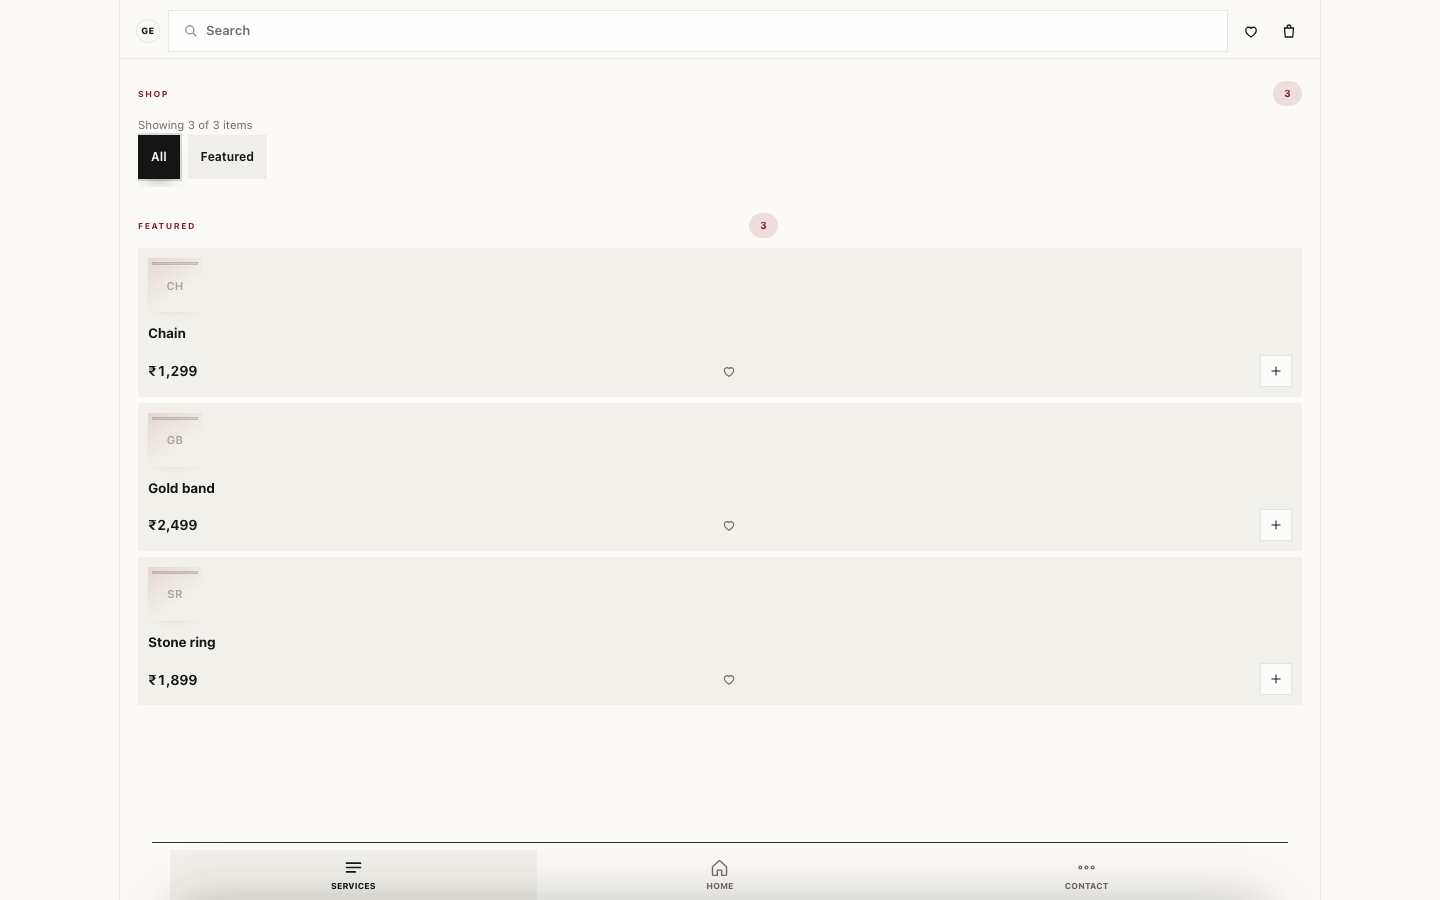 GE
Search
SHOP
3
Showing 3 of 3 items
All
Featured
FEATURED
3
CH
Chain
₹1,299
GB
Gold band
₹2,499
SR
Stone ring
₹1,899
SERVICES
HOME
CONTACT